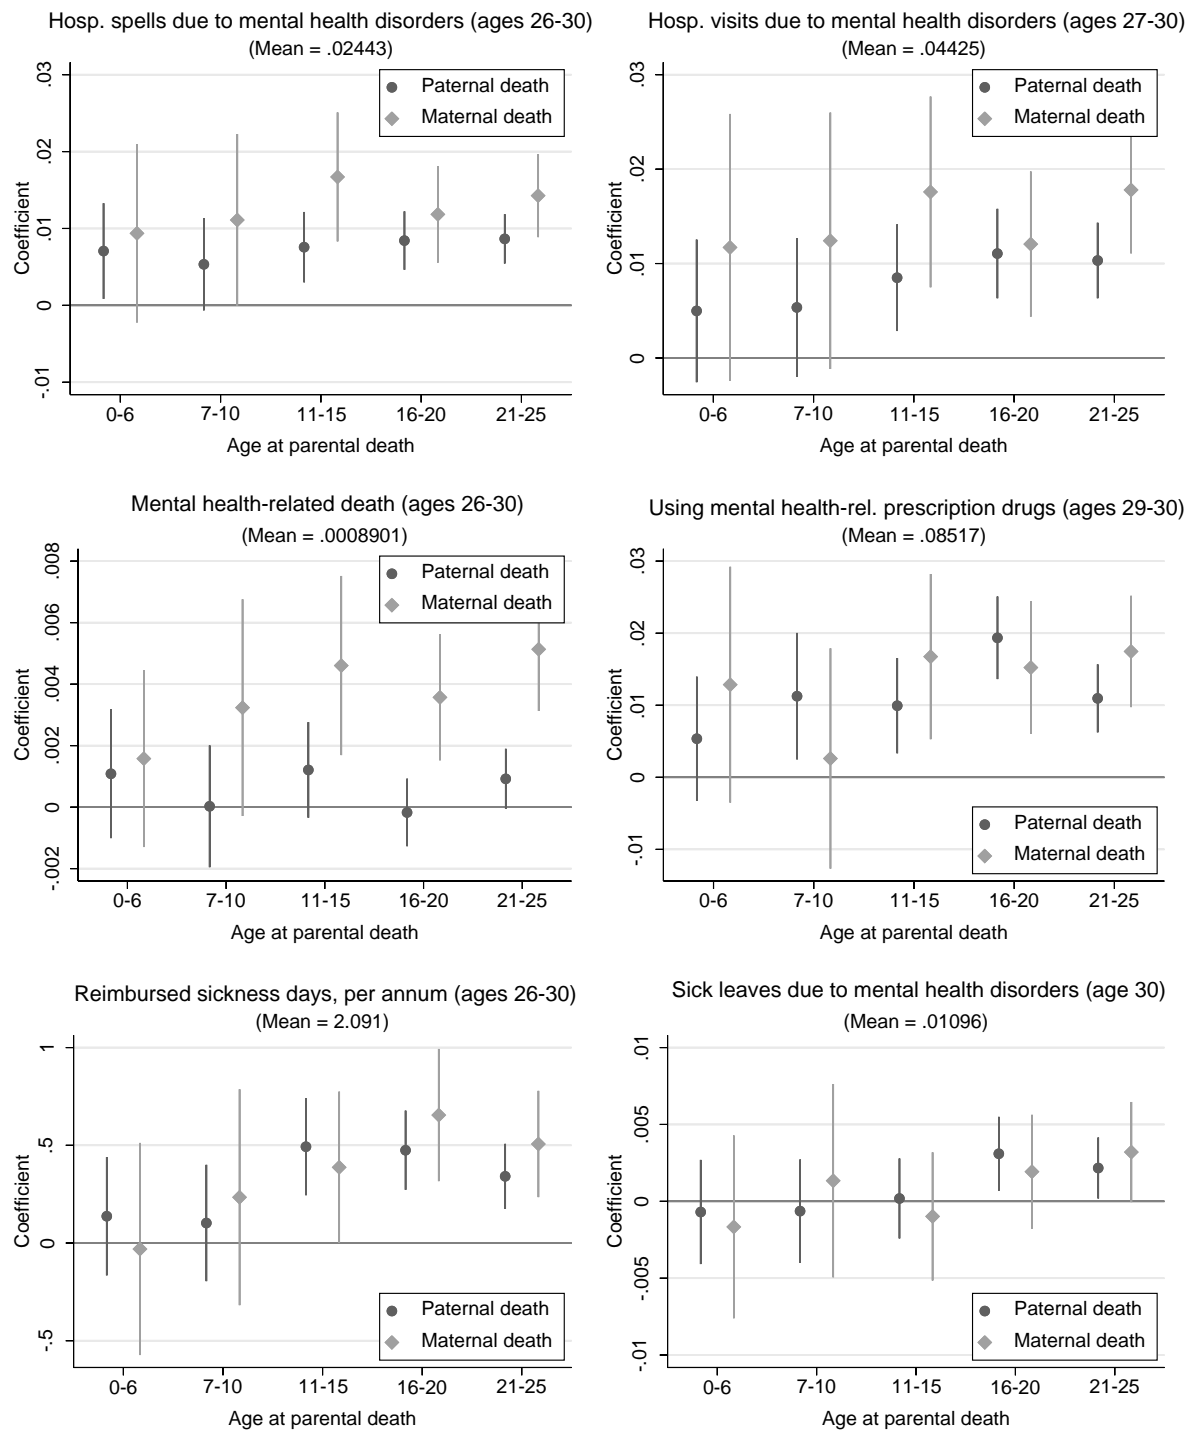 Hosp. spells due to mental health disorders (ages 26-30)
(Mean = .02443)
Paternal death
Maternal death
Coefficient
.03
.02
.01
0
-.01
0-6
7-10
11-15
16-20
21-25
Age at parental death
Hosp. visits due to mental health disorders (ages 27-30)
(Mean = .04425)
Paternal death
Maternal death
Coefficient
.03
.02
.01
0
0-6
7-10
11-15
16-20
21-25
Age at parental death
Mental health-related death (ages 26-30)
(Mean = .0008901)
Paternal death
Maternal death
Coefficient
.008
.006
.004
.002
0
-.002
0-6
7-10
11-15
16-20
21-25
Age at parental death
Using mental health-rel. prescription drugs (ages 29-30)
(Mean = .08517)
Coefficient
.03
.02
.01
0
-.01
Paternal death
Maternal death
0-6
7-10
11-15
16-20
21-25
Age at parental death
Reimbursed sickness days, per annum (ages 26-30)
(Mean = 2.091)
Coefficient
1
.5
0
-.5
Paternal death
Maternal death
0-6
7-10
11-15
16-20
21-25
Age at parental death
Sick leaves due to mental health disorders (age 30)
(Mean = .01096)
Coefficient
.01
.005
0
-.005
-.01
Paternal death
Maternal death
0-6
7-10
11-15
16-20
21-25
Age at parental death